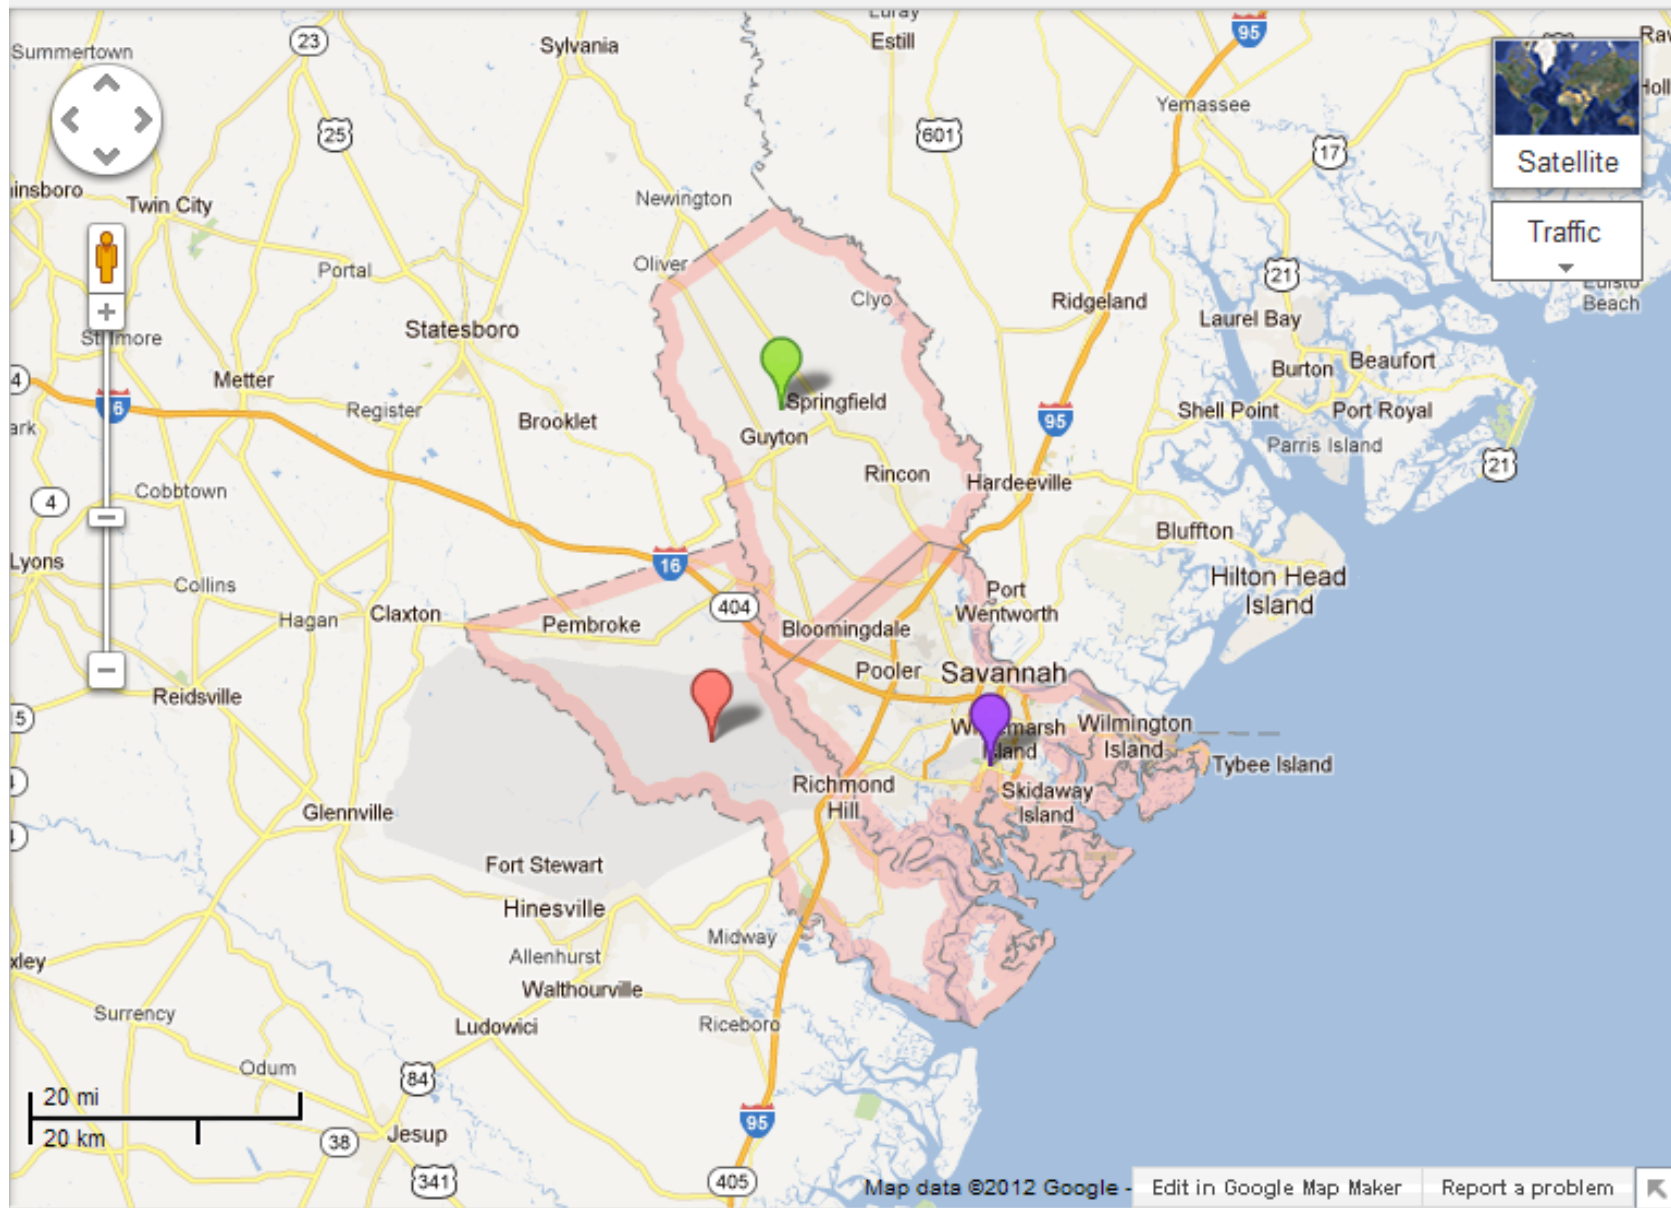 Luray
Summertown
23
Sylvania
Estill
95
Satellite
Traffic
25
601
Yemassee
17
Twin City
Newington
Portal
Oliver
Clyo
21
Edisto
Beach
Ridgeland
Laurel Bay
Statesboro
Burton
Beaufort
Metter
Register
Brooklet
Springfield
Guyton
95
Shell Point
Port Royal
Parris Island
21
4
Cobbtown
Rincon
Hardeeville
Bluffton
Lyons
16
Collins
Hilton Head
Island
404
Port
Wentworth
Hagan
Claxton
Pembroke
Bloomingdale
Pooler
Savannah
Reidsville
Wilmington
Island
Tybee Island
Richmond
Hill
Skidaway
Island
Glennville
Fort Stewart
Hinesville
Midway
Allenhurst
Walthourville
Surrency
Ludowici
Riceboro
Odum
84
20 mi
20 km
38
Jesup
95
341
405
Map data ©2012 Google -
Edit in Google Map Maker
Report a problem